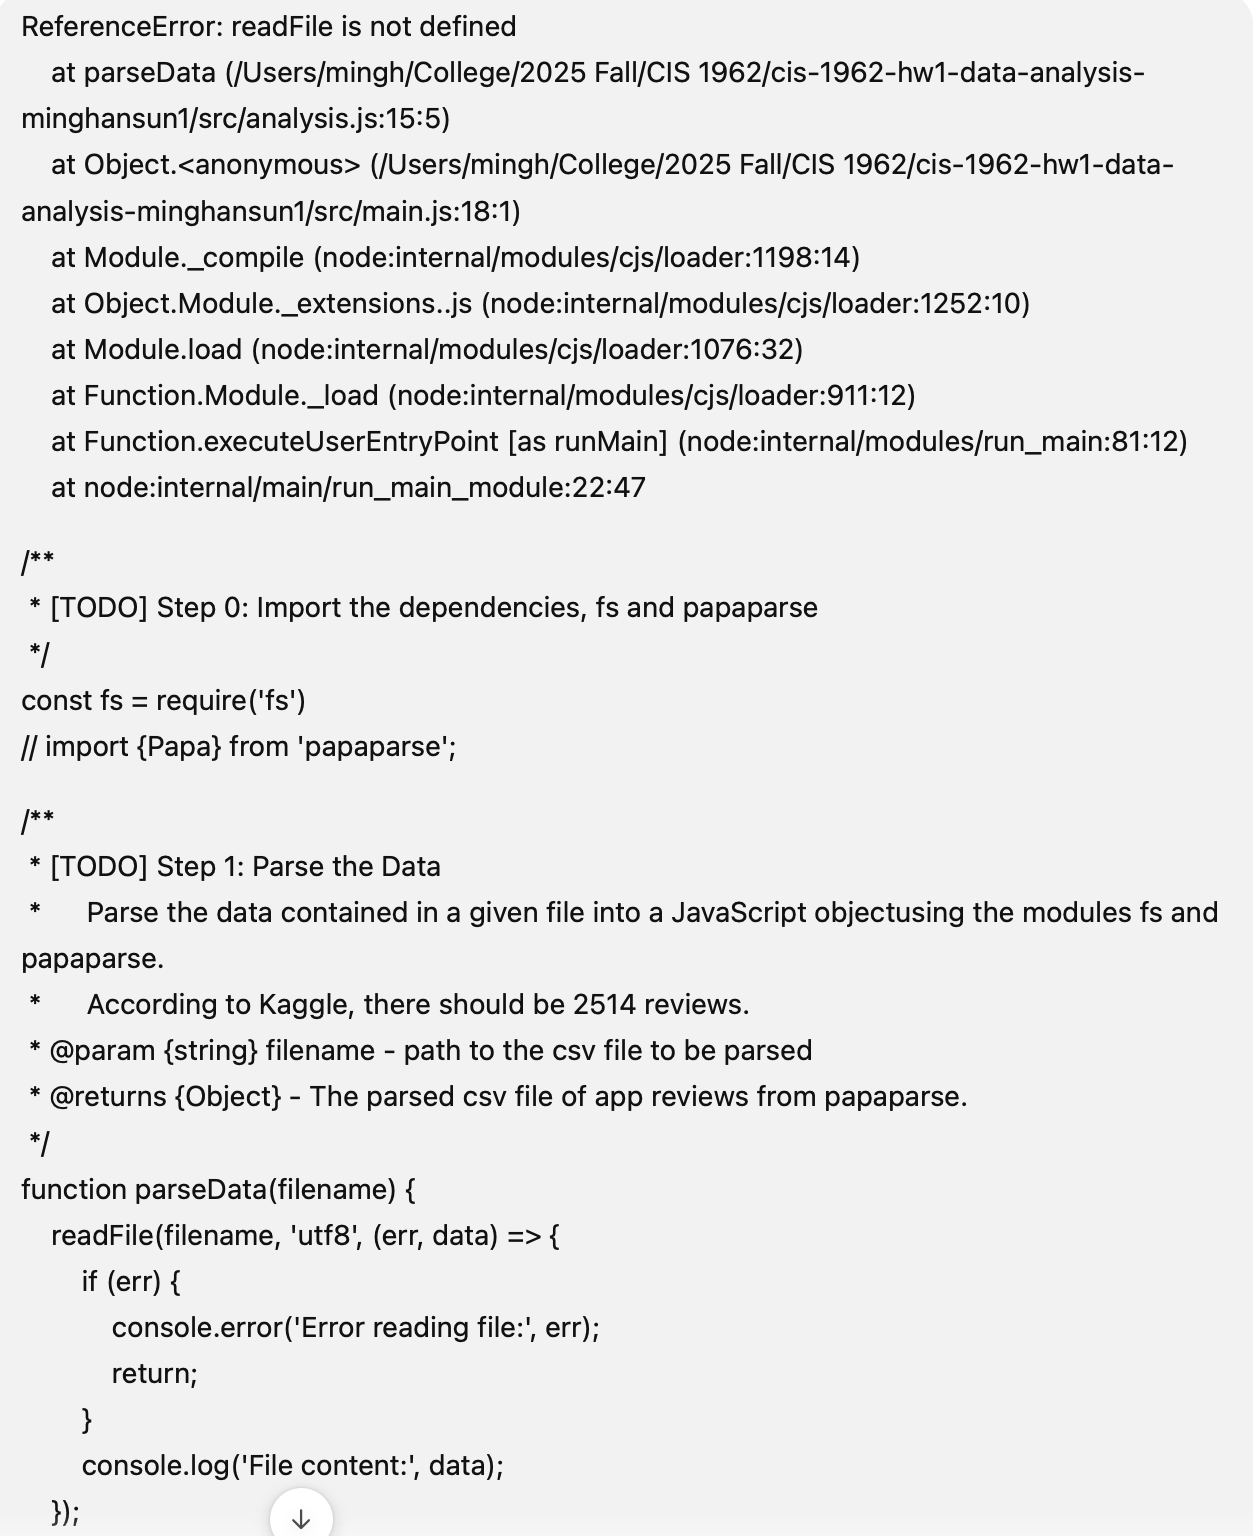 ReferenceError: readFile is not defined
at parseData (/Users/mingh/College/2025 Fall/CIS 1962/cis-1962-hw1-data-analysis-
minghansun1/src/analysis.js:15:5)
at Object.<anonymous> (/Users/mingh/College/2025 Fall/CIS 1962/cis-1962-hw1-data-
analysis-minghansun1/src/main.js:18:1)
at Module._compile (node:internal/modules/cjs/loader:1198:14)
at Object.Module._extensions..js (node:internal/modules/cjs/loader:1252:10)
at Module.load (node:internal/modules/cjs/loader:1076:32)
at Function.Module._load (node:internal/modules/cjs/loader:911:12)
at Function.executeUserEntryPoint [as runMain] (node:internal/modules/run_main:81:12)
at node:internal/main/run_main_module:22:47
/**
* [TODO] Step 0: Import the dependencies, fs and papaparse
*/
const fs = require('fs')
// import {Papa} from 'papaparse';
/**
* [TODO] Step 1: Parse the Data
*      Parse the data contained in a given file into a JavaScript objectusing the modules fs and
papaparse.
*      According to Kaggle, there should be 2514 reviews.
* @param {string} filename - path to the csv file to be parsed
* @returns {Object} - The parsed csv file of app reviews from papaparse.
*/
function parseData(filename) {
readFile(filename, 'utf8', (err, data) => {
if (err) {
console.error('Error reading file:', err);
return;
}
console.log('File content:', data);
});